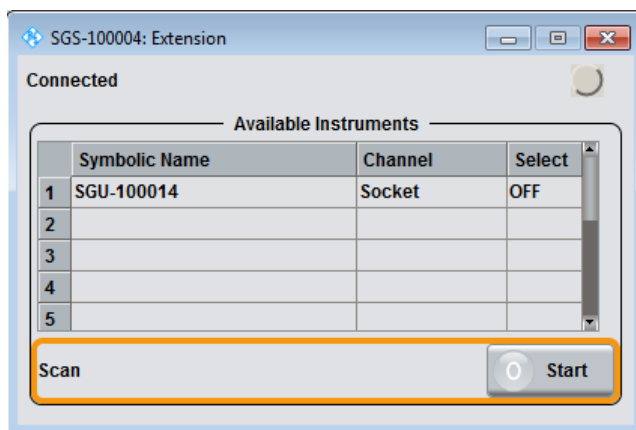 SGS-100004: Extension
Connected
Available Instruments
Symbolic Name Channel Select
1 SGU-100014 Socket OFF
2
3
4
5
Scan 0 Start